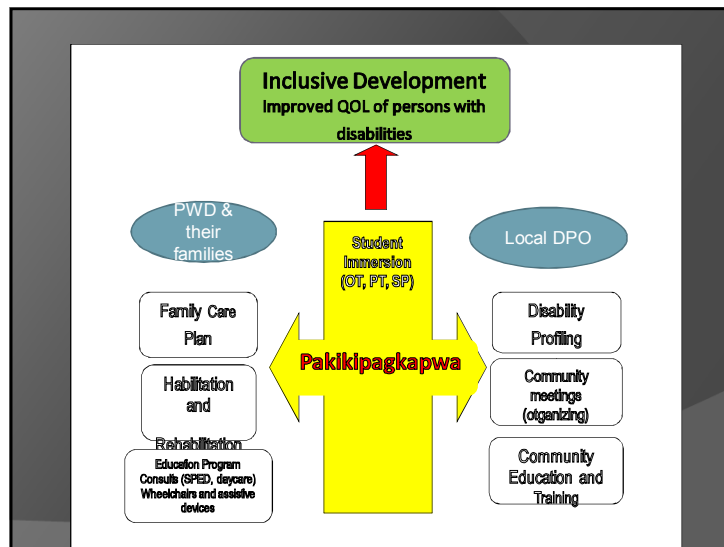 Inclusive Development
Improved QOL of persons with
disabilities
PWD &
their
families
Student
Immersion
(OT, PT, SP)
Local DPO
Family Care
Plan
Disability
Profiling
Pakikipagkapwa
Habilitation
and
Rehabilitation
Community
meetings
(otganizing)
Education Program
Consults (SPED, daycare)
Wheelchairs and assistive
devices
Community
Education and
Training